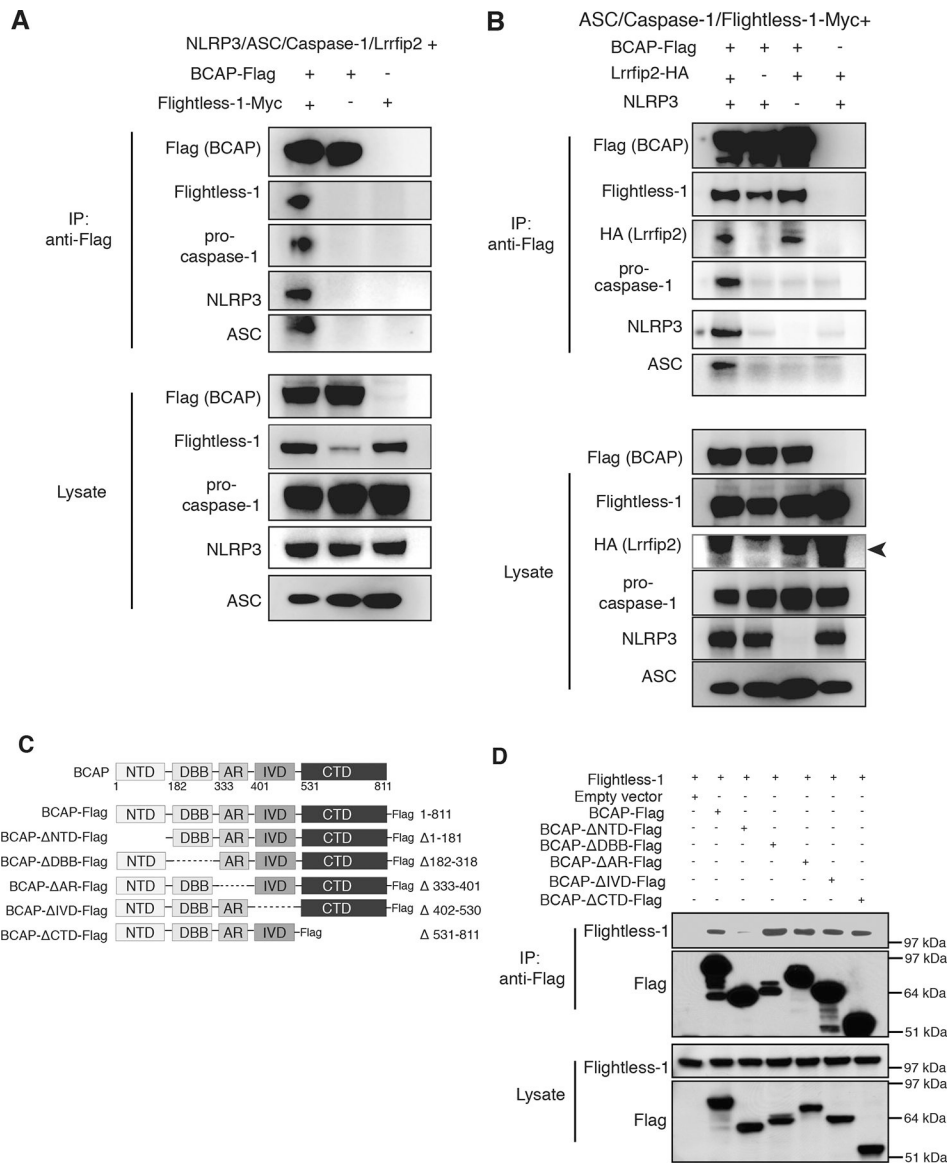 A
NLRP3/ASC/Caspase-1/Lrrfip2 +
BCAP-Flag + + -
Flightless-1-Myc + - +
IP:
anti-Flag
Flag (BCAP)
Flightless-1
pro-
caspase-1
NLRP3
ASC
Lysate
Flag (BCAP)
Flightless-1
pro-
caspase-1
NLRP3
ASC
B
ASC/Caspase-1/Flightless-1-Myc+
BCAP-Flag + + + -
Lrrfip2-HA + - + +
NLRP3 + + - +
IP:
anti-Flag
Flag (BCAP)
Flightless-1
HA (Lrrfip2)
pro-
caspase-1
NLRP3
ASC
Lysate
Flag (BCAP)
Flightless-1
HA (Lrrfip2)
pro-
caspase-1
NLRP3
ASC
C
BCAP NTD DBB AR IVD CTD
1 182 333 401 531 811
BCAP-Flag NTD DBB AR IVD CTD Flag 1-811
BCAP-ΔNTD-Flag DBB AR IVD CTD Flag Δ1-181
BCAP-ΔDBB-Flag NTD AR IVD CTD Flag Δ182-318
BCAP-ΔAR-Flag NTD DBB IVD CTD Flag Δ 333-401
BCAP-ΔIVD-Flag NTD DBB AR CTD Flag Δ 402-530
BCAP-ΔCTD-Flag NTD DBB AR IVD Flag Δ 531-811
D
Flightless-1 + + + + + + +
Empty vector + - - - - - -
BCAP-Flag - + - - - - -
BCAP-ΔNTD-Flag - - + - - - -
BCAP-ΔDBB-Flag - - - + - - -
BCAP-ΔAR-Flag - - - - + - -
BCAP-ΔIVD-Flag - - - - - + -
BCAP-ΔCTD-Flag - - - - - - +
IP:
anti-Flag
Flightless-1
97 kDa
Flag
97 kDa
64 kDa
51 kDa
Lysate
Flightless-1
97 kDa
Flag
97 kDa
64 kDa
51 kDa